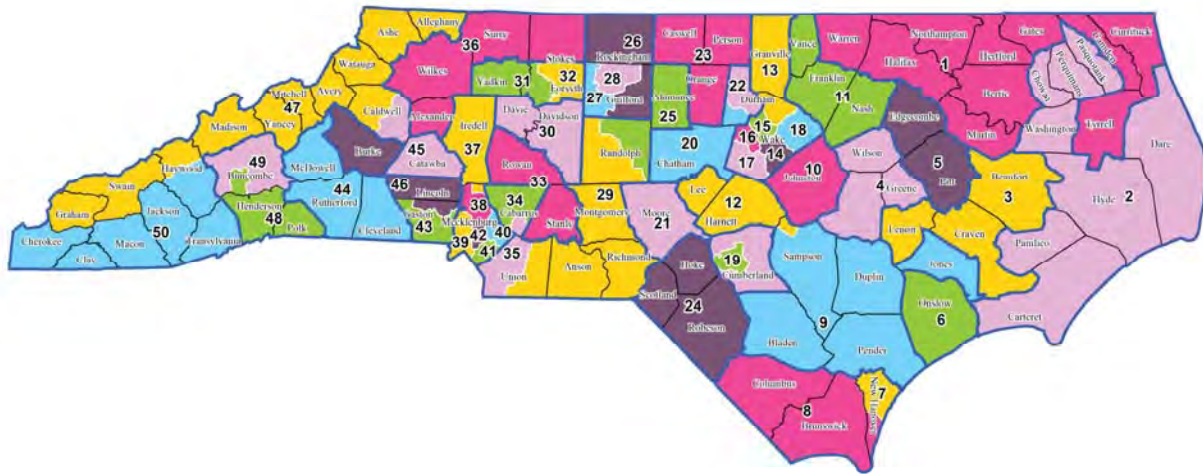 Alleghany
Ashe
Surry
36
Stokes
Rockingham
26
Caswell
Person
23
Granville
13
Vance
Warren
Northampton
Gates
Camden
Currituck
Pasquotank
Perquimans
Chowan
Hertford
Halifax
1
Watauga
Wilkes
Yadkin
31
32
Forsyth
27
28
Guilford
Alamance
25
Orange
22
Durham
Franklin
11
Nash
Bertie
Mitchell
47
Avery
Yancey
Caldwell
Alexander
Iredell
Davie
Davidson
30
Edgecombe
Martin
Washington
Tyrrell
Dare
Madison
Burke
45
Catawba
37
Rowan
Randolph
20
Chatham
15
16
Wake
14
17
18
Wilson
5
Pitt
Haywood
49
Buncombe
McDowell
46
Lincoln
33
10
Johnston
4
Greene
Beaufort
3
Hyde
2
Swain
44
Rutherford
38
34
Cabarrus
Stanly
29
Montgomery
Moore
21
Lee
12
Harnett
Graham
Jackson
Henderson
48
Polk
Cleveland
Gaston
43
Mecklenburg
42
39
41
40
35
Lenoir
Craven
Pamlico
Cherokee
Macon
50
Transylvania
Clay
Union
Anson
Richmond
Hoke
19
Cumberland
Sampson
Duplin
Jones
Scotland
24
Robeson
Onslow
6
Carteret
Bladen
9
Pender
Columbus
New Hanover
7
8
Brunswick